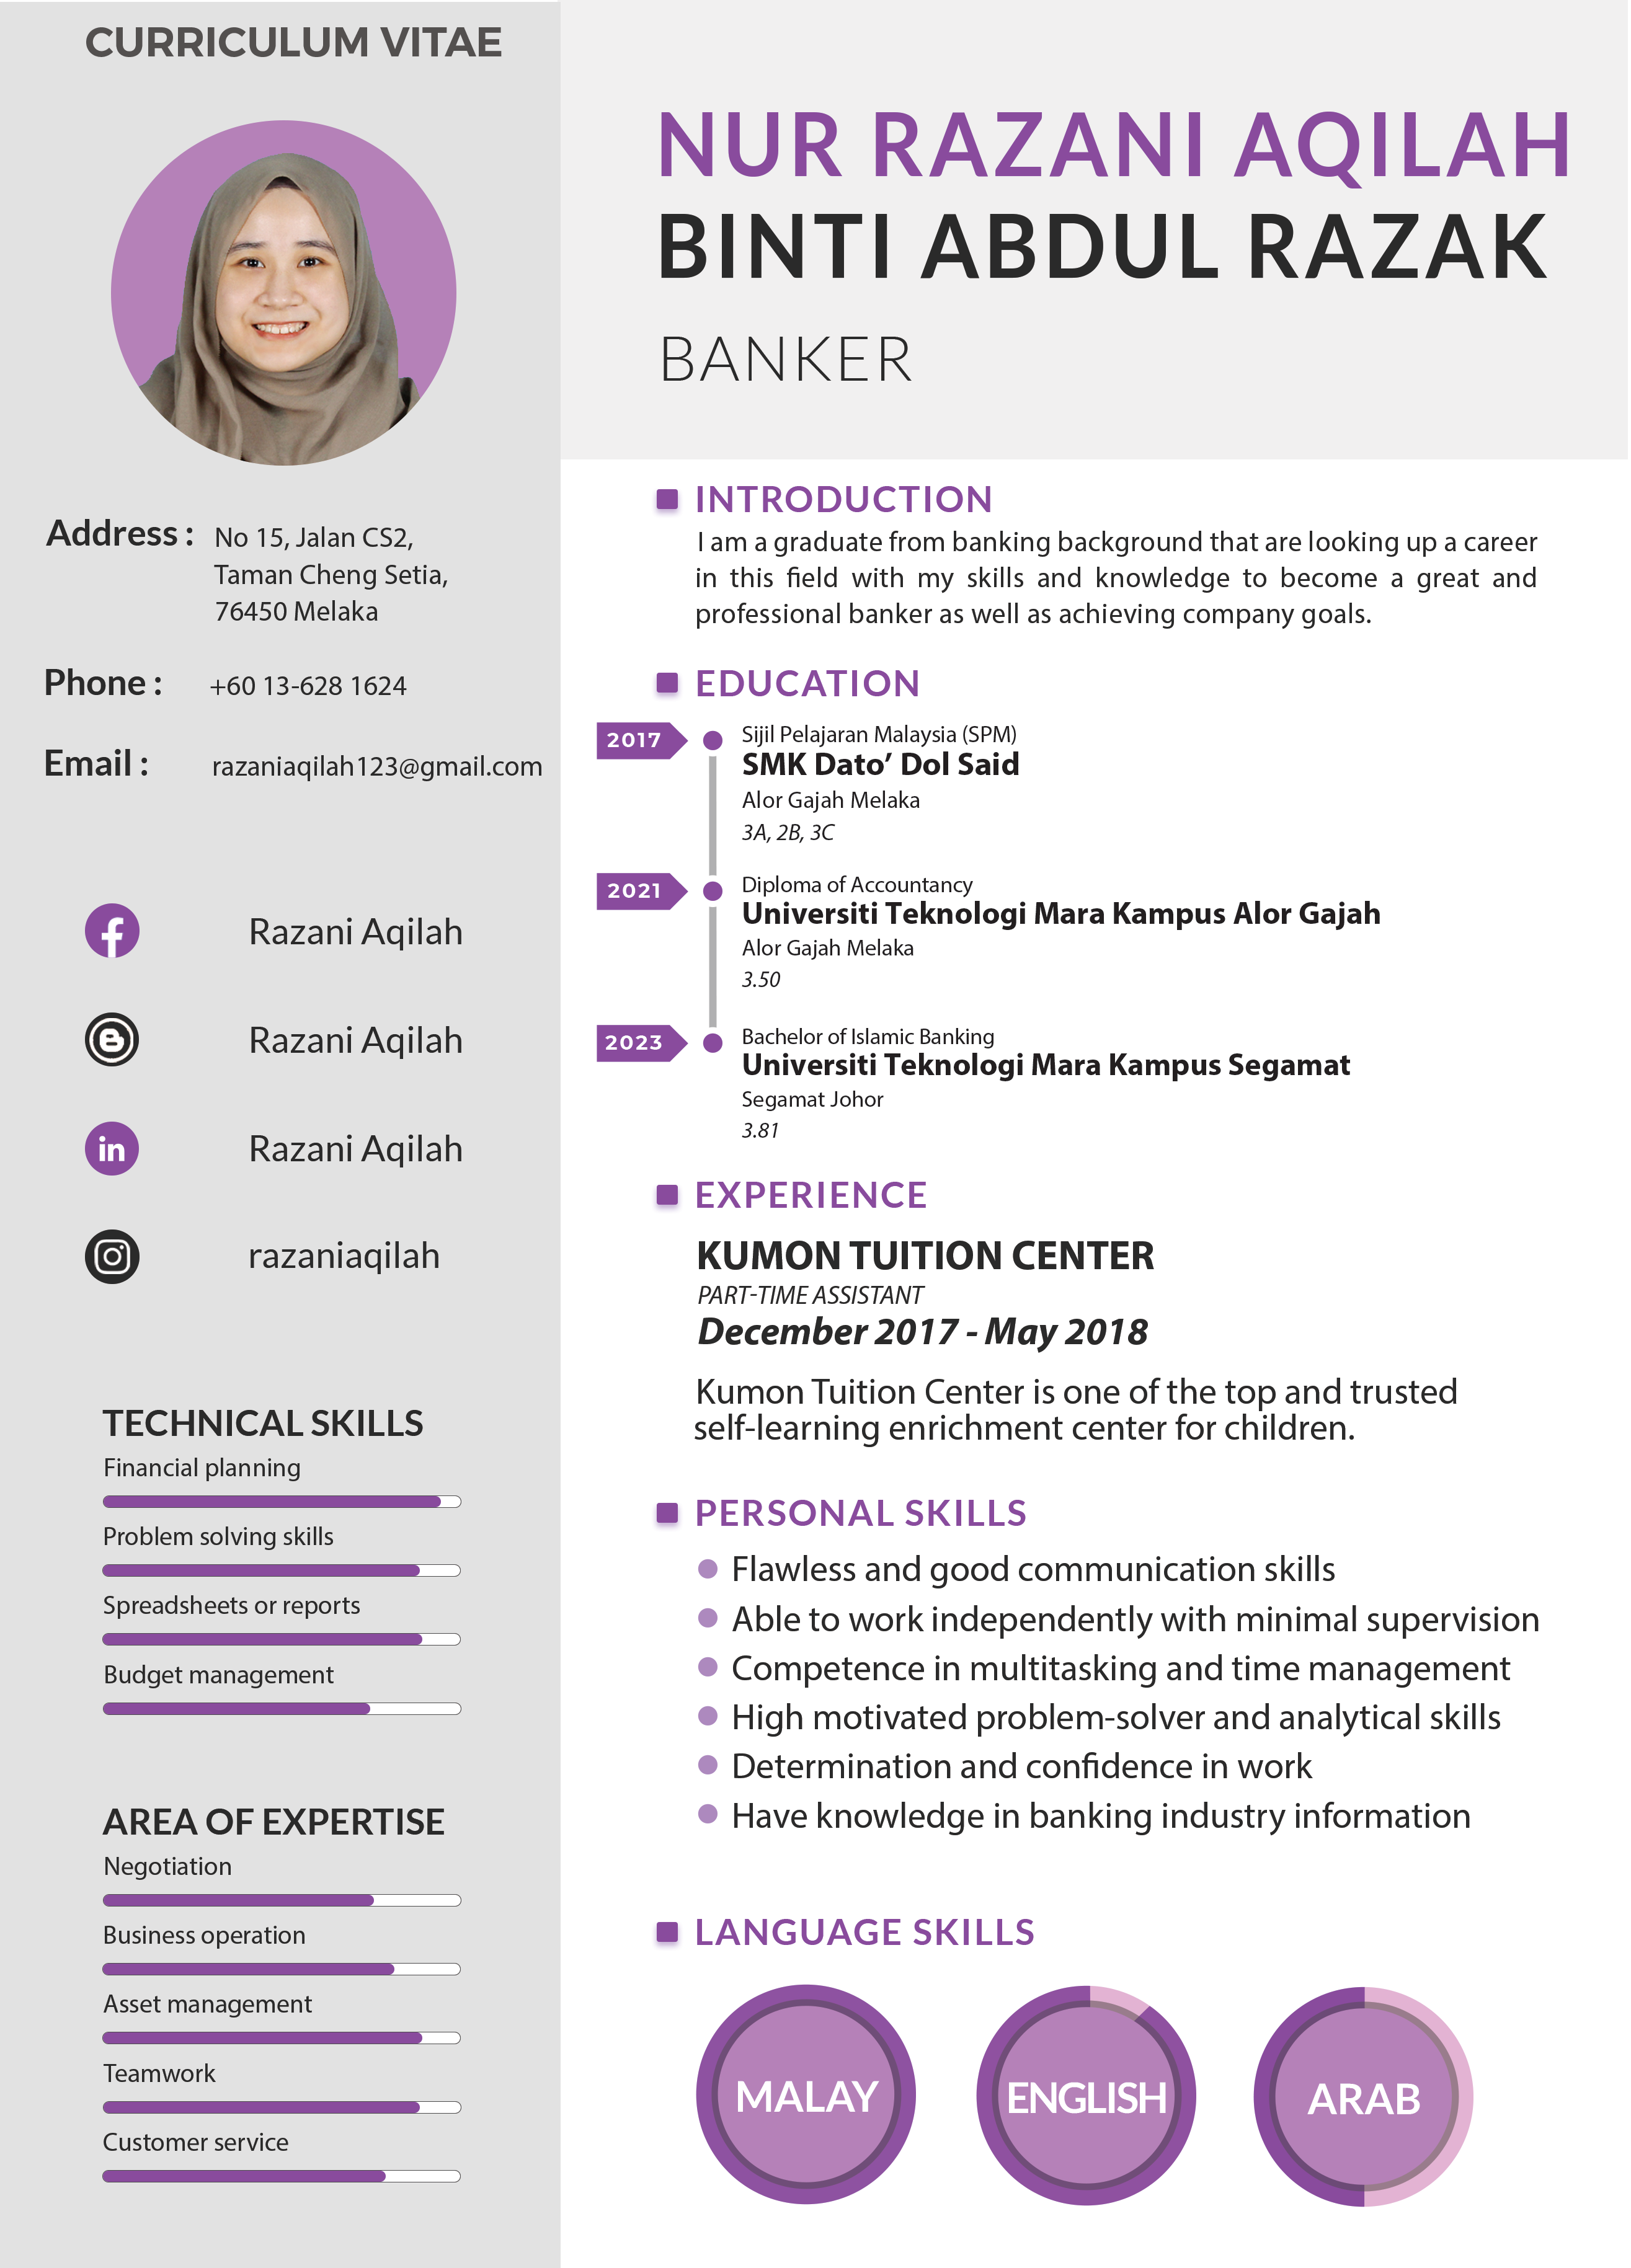 CURRICULUM VITAE
Address :
No 15, Jalan CS2,
Taman Cheng Setia,
76450 Melaka
Phone :
+60 13-628 1624
Email :
razaniaqilah123@gmail.com
Razani Aqilah
Razani Aqilah
in
Razani Aqilah
razaniaqilah
TECHNICAL SKILLS
Financial planning
Problem solving skills
Spreadsheets or reports
Budget management
AREA OF EXPERTISE
Negotiation
Business operation
Asset management
Teamwork
Customer service
NUR RAZANI AQILAH
BINTI ABDUL RAZAK
BANKER
INTRODUCTION
I am a graduate from banking background that are looking up a career
in this field with my skills and knowledge to become a great and
professional banker as well as achieving company goals.
EDUCATION
2017
Sijil Pelajaran Malaysia (SPM)
SMK Dato’ Dol Said
Alor Gajah Melaka
3A, 2B, 3C
2021
Diploma of Accountancy
Universiti Teknologi Mara Kampus Alor Gajah
Alor Gajah Melaka
3.50
2023
Bachelor of Islamic Banking
Universiti Teknologi Mara Kampus Segamat
Segamat Johor
3.81
EXPERIENCE
KUMON TUITION CENTER
PART-TIME ASSISTANT
December 2017 - May 2018
Kumon Tuition Center is one of the top and trusted
self-learning enrichment center for children.
PERSONAL SKILLS
Flawless and good communication skills
Able to work independently with minimal supervision
Competence in multitasking and time management
High motivated problem-solver and analytical skills
Determination and confidence in work
Have knowledge in banking industry information
LANGUAGE SKILLS
MALAY
ENGLISH
ARAB